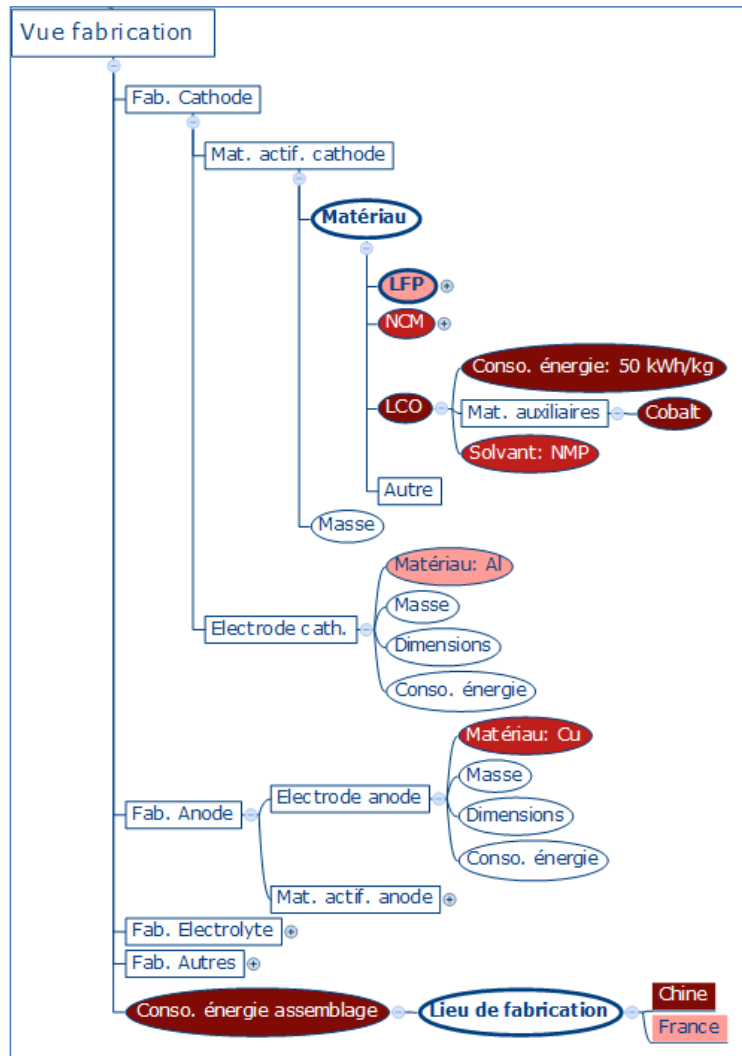 Vue fabrication
Fab. Cathode
Mat. actif. cathode
Matériau
LFP
NCM
Conso. énergie: 50 kWh/kg
LCO
Mat. auxiliaires
Cobalt
Solvant: NMP
Autre
Masse
Matériau: Al
Masse
Electrode cath.
Dimensions
Conso. énergie
Matériau: Cu
Masse
Electrode anode
Fab. Anode
Dimensions
Conso. énergie
Mat. actif. anode
Fab. Electrolyte
Fab. Autres
Conso. énergie assemblage
Lieu de fabrication
Chine
France